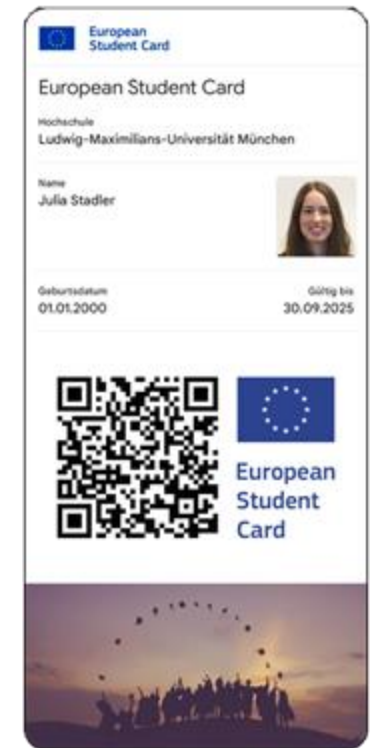 European
Student Card
European Student Card
Hochschule
Ludwig-Maximilians-Universität München
Name
Julia Stadler
Geburtsdatum
Gültig bis
01.01.2000
30.09.2025
European
Student
Card